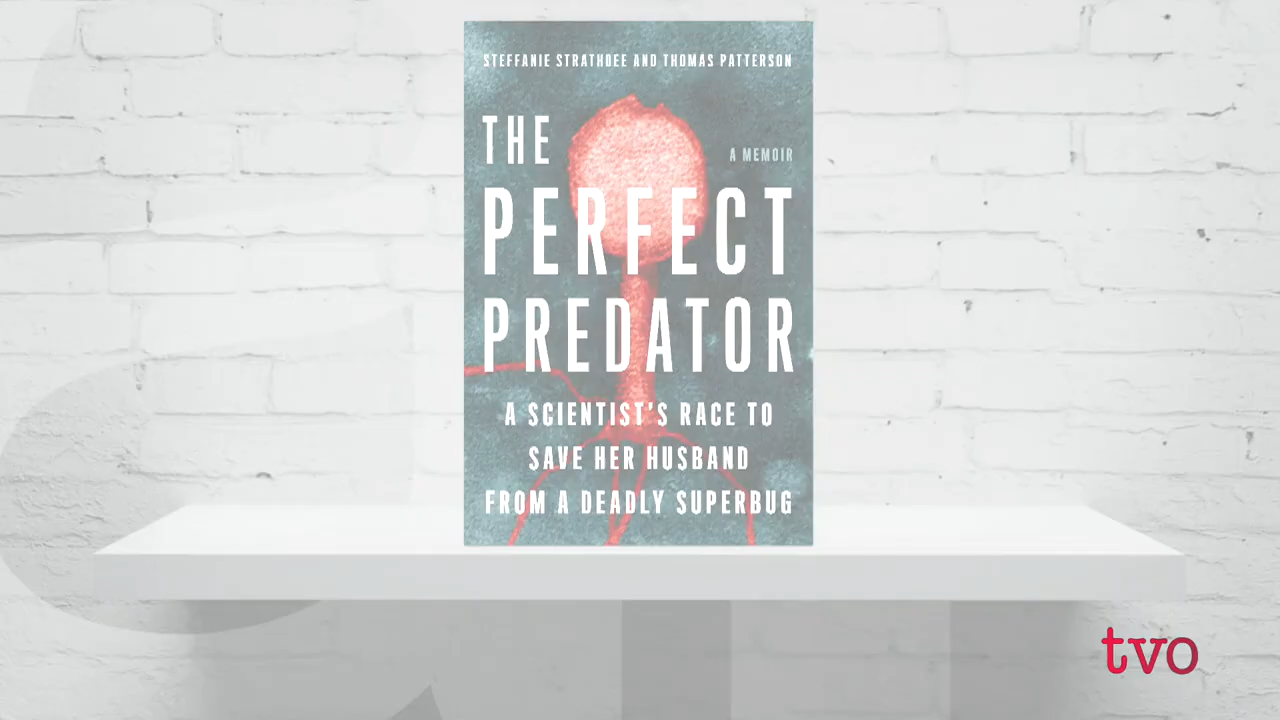 STEFFANIE STRATHDEE AND THOMAS PATTERSON
THE
A MEMOIR
PERFECT
PREDATOR
A SCIENTIST'S RACE TO
SAVE HER HUSBAND
FROM A DEADLY SUPERBUG
tvo